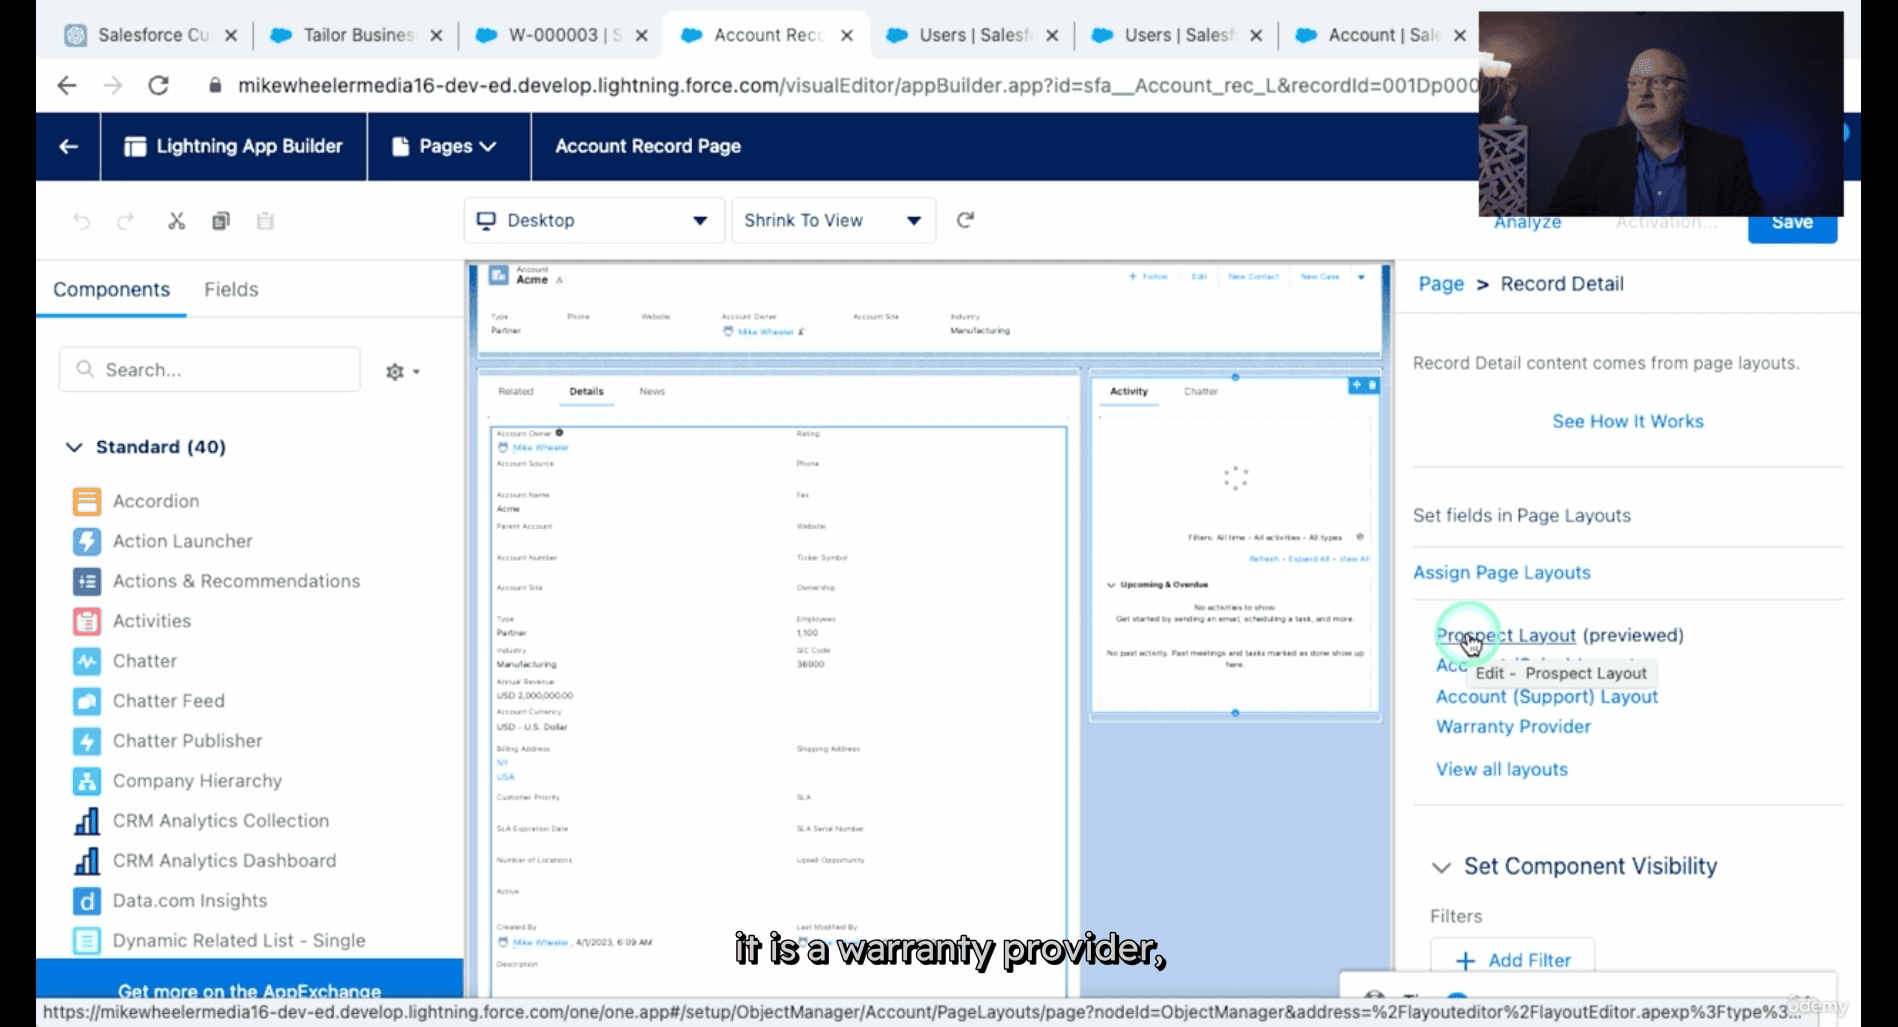 Salesforce Cu
Tailor Busines
W-000003 | S
Account Reco
Users | Salesf
Users | Salesf
Account | Sale
mikewheelermedia16-dev-ed.develop.lightning.force.com/visualEditor/appBuilder.app?id=sfa__Account_rec_L&recordId=001Dp000
Lightning App Builder
Pages
Account Record Page
Desktop
Shrink To View
Analyze
Activation...
Save
Components
Fields
Search...
Standard (40)
Accordion
Action Launcher
Actions & Recommendations
Activities
Chatter
Chatter Feed
Chatter Publisher
Company Hierarchy
CRM Analytics Collection
CRM Analytics Dashboard
Data.com Insights
Dynamic Related List - Single
Get more on the AppExchange
Account
Acme
+ Follow
Edit
New Contact
New Case
Type
Phone
Website
Account Owner
Account Site
Industry
Partner
Mike Wheeler
Manufacturing
Related
Details
News
Account Owner
Rating
Mike Wheeler
Account Source
Phone
Account Name
Fax
Acme
Parent Account
Website
Account Number
Ticker Symbol
Account Site
Ownership
Type
Employees
Partner
1,100
Industry
SIC Code
Manufacturing
36000
Annual Revenue
USD 2,000,000.00
Account Currency
USD - U.S. Dollar
Billing Address
Shipping Address
NY
USA
Customer Priority
SLA
SLA Expiration Date
SLA Serial Number
Number of Locations
Upsell Opportunity
Active
Created By
Last Modified By
Mike Wheeler, 4/1/2023, 6:09 AM
Description
Activity
Chatter
Filters: All time • All activities • All types
Refresh • Expand All • View All
Upcoming & Overdue
No activities to show.
Get started by sending an email, scheduling a task, and more.
No past activity. Past meetings and tasks marked as done show up
here.
Page > Record Detail
Record Detail content comes from page layouts.
See How It Works
Set fields in Page Layouts
Assign Page Layouts
Prospect Layout (previewed)
Edit - Prospect Layout
Account (Support) Layout
Warranty Provider
View all layouts
Set Component Visibility
Filters
+ Add Filter
it is a warranty provider,
https://mikewheelermedia16-dev-ed.develop.lightning.force.com/one/one.app#/setup/ObjectManager/Account/PageLayouts/page?nodeId=ObjectManager&address=%2Flayouteditor%2FlayoutEditor.apexp%3Ftype%3...
ûdemy